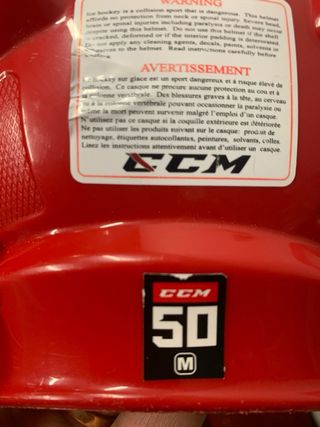 WARNING
Ice hockey is a collision sport that is dangerous. This helmet
affords no protection from neck or spinal injury. Severe head,
brain or spinal injuries including paralysis or death may occur
despite using this helmet. Do not use this helmet if the shell
is cracked, deformed or if interior padding is deteriorated.
Do not apply any cleaning agents, decals, paints, solvents or
to the helmet. Read instructions carefully before
AVERTISSEMENT
hockey sur glace est un sport dangereux et à risque élevé de
collision. Ce casque ne procure aucune protection au cou et à
la colonne vertébrale. Des blessures graves à la tête, au cerveau
à la colonne vertébrale pouvant occasionner la paralysie ou
la mort peuvent survenir malgré l'emploi d'un casque.
N'utilisez pas ce casque si la coquille extérieure est détériorée
Ne pas utiliser les produits suivant sur le casque: produit de
nettoyage, étiquettes autocollantes, peintures, solvants, colles.
Lisez les instructions attentivement avant d'utiliser un casque
CCM
CCM
50
M